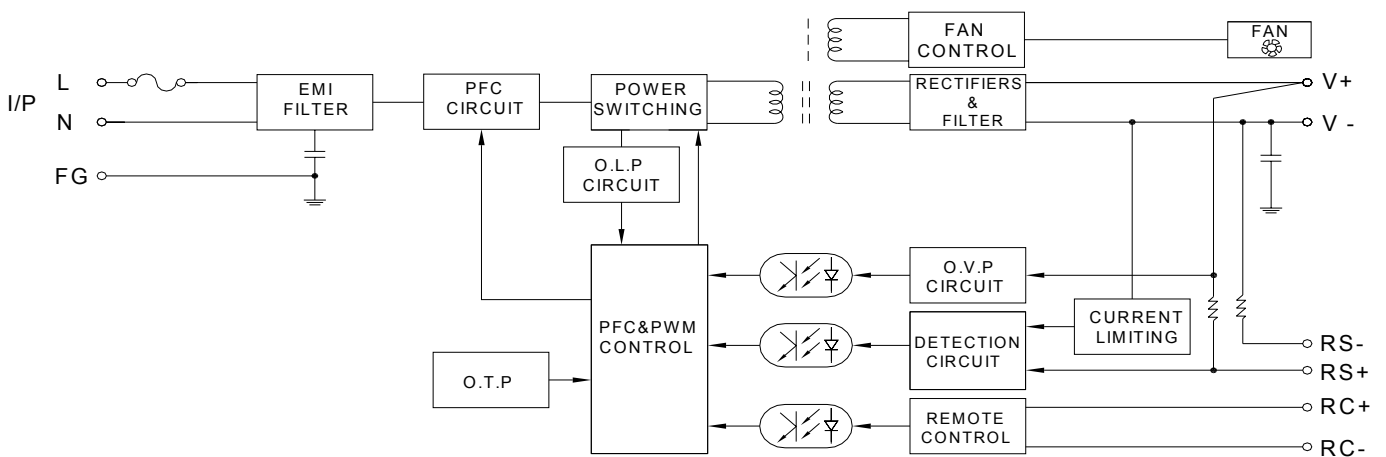 FAN
CONTROL
FAN
I/P
L
N
FG
EMI
FILTER
PFC
CIRCUIT
POWER
SWITCHING
RECTIFIERS
&
FILTER
V+
V -
O.L.P
CIRCUIT
PFC&PWM
CONTROL
O.T.P
O.V.P
CIRCUIT
DETECTION
CIRCUIT
CURRENT
LIMITING
REMOTE
CONTROL
RS-
RS+
RC+
RC-